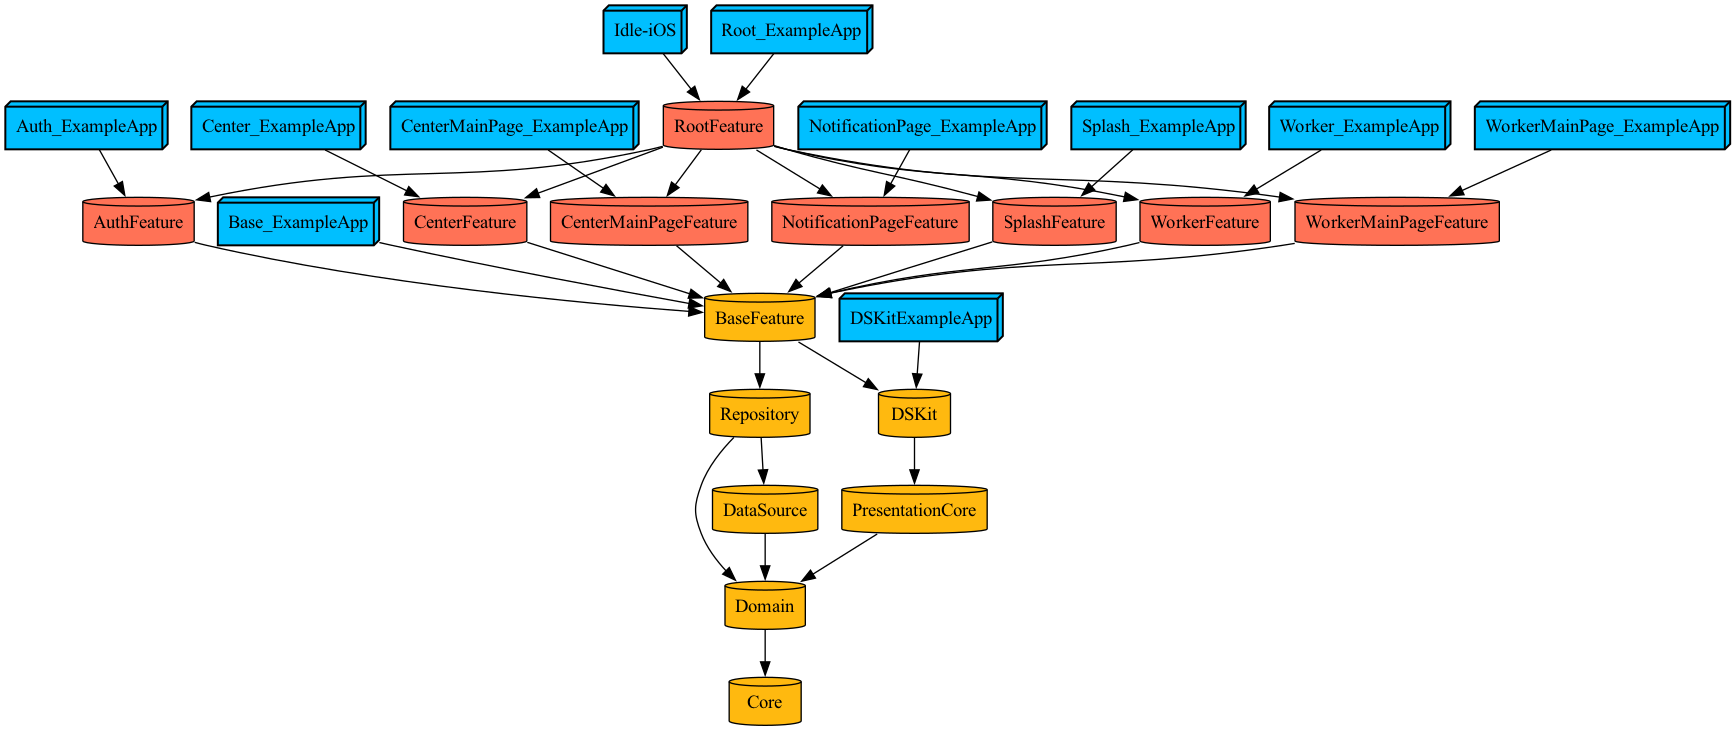 Idle-iOS
Root_ExampleApp
Auth_ExampleApp
Center_ExampleApp
CenterMainPage_ExampleApp
RootFeature
NotificationPage_ExampleApp
Splash_ExampleApp
Worker_ExampleApp
WorkerMainPage_ExampleApp
AuthFeature
Base_ExampleApp
CenterFeature
CenterMainPageFeature
NotificationPageFeature
SplashFeature
WorkerFeature
WorkerMainPageFeature
BaseFeature
DSKitExampleApp
Repository
DSKit
DataSource
PresentationCore
Domain
Core